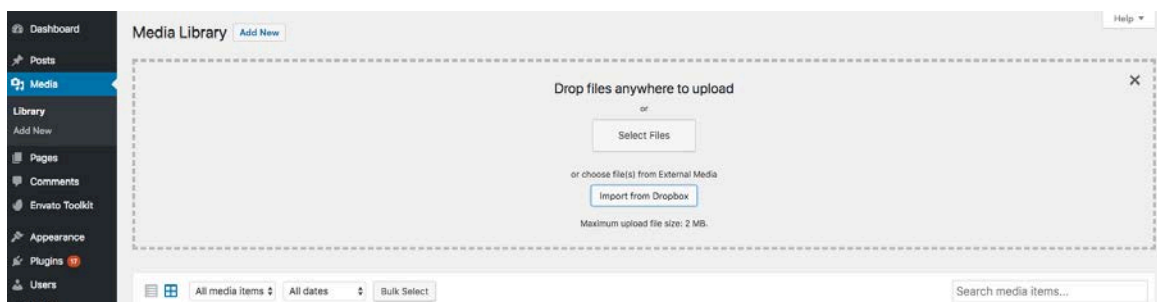 Dashboard
Posts
Media
Library
Add New
Pages
Comments
Envato Toolkit
Appearance
Plugins 17
Users
Media Library Add New
Help
Drop files anywhere to upload
or
Select Files
or choose file(s) from External Media
Import from Dropbox
Maximum upload file size: 2 MB.
All media items All dates Bulk Select
Search media items...